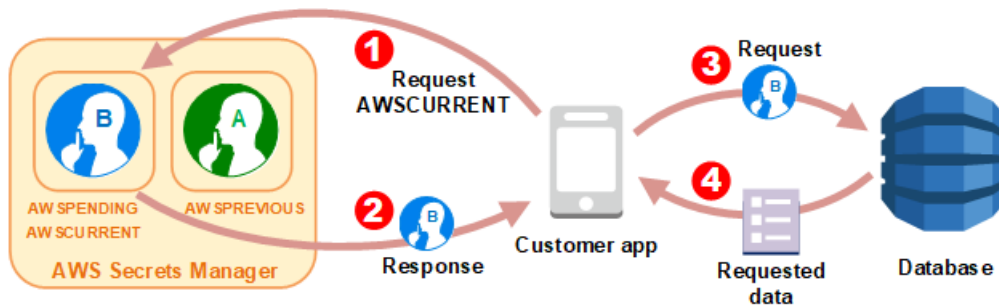 1
Request
AWSCURRENT
3
Request
B
B
A
AWSPENDING
AWSCURRENT
AWSPREVIOUS
AWS Secrets Manager
2
B
Response
Customer app
4
Requested
data
Database